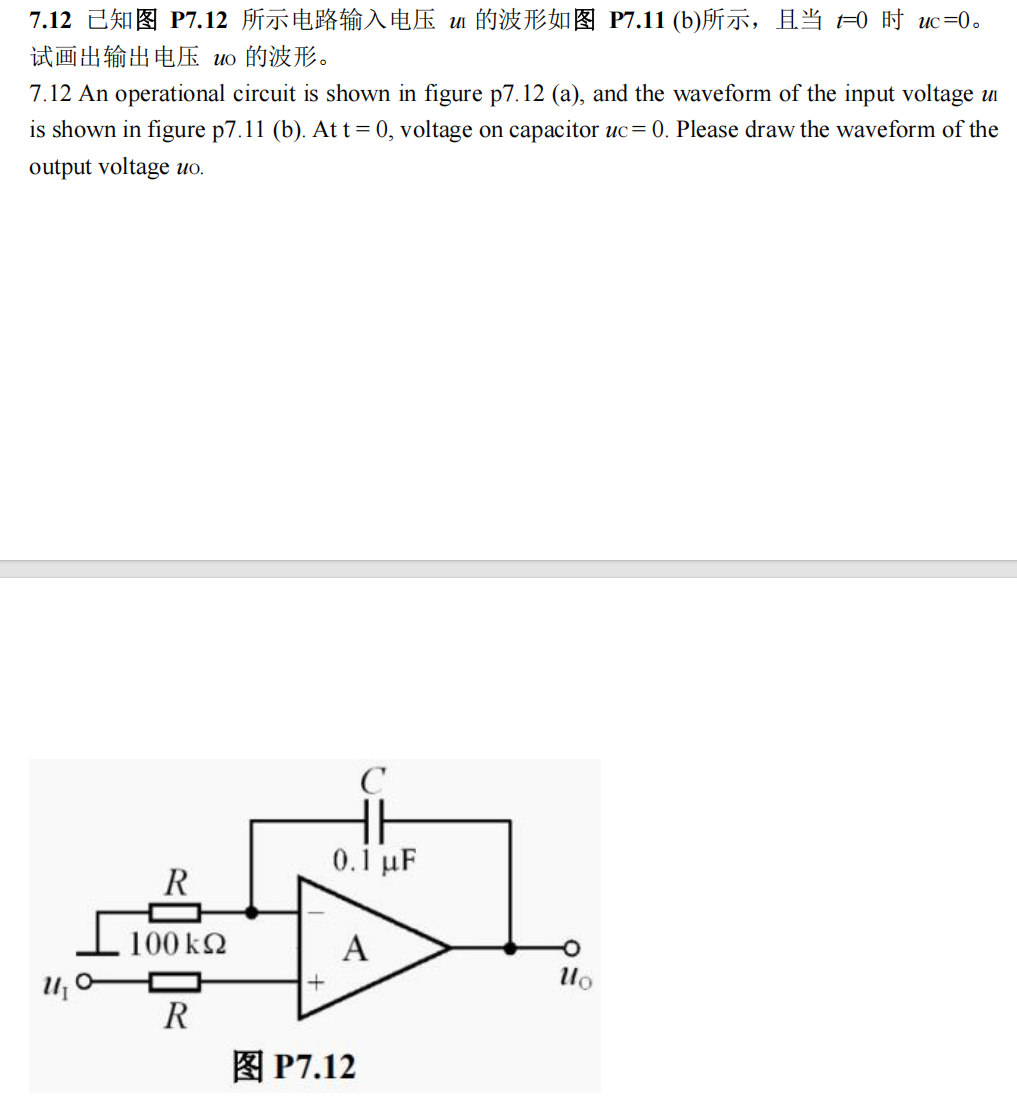 7.12 已知图 P7.12 所示电路输入电压 uI 的波形如图 P7.11 (b)所示，且当 t=0 时 uC=0。
试画出输出电压 uO 的波形。
7.12 An operational circuit is shown in figure p7.12 (a), and the waveform of the input voltage uI
is shown in figure p7.11 (b). At t = 0, voltage on capacitor uC = 0. Please draw the waveform of the
output voltage uO.
C
0.1 μF
R
100 kΩ
−
A
uI
+
uO
R
图 P7.12